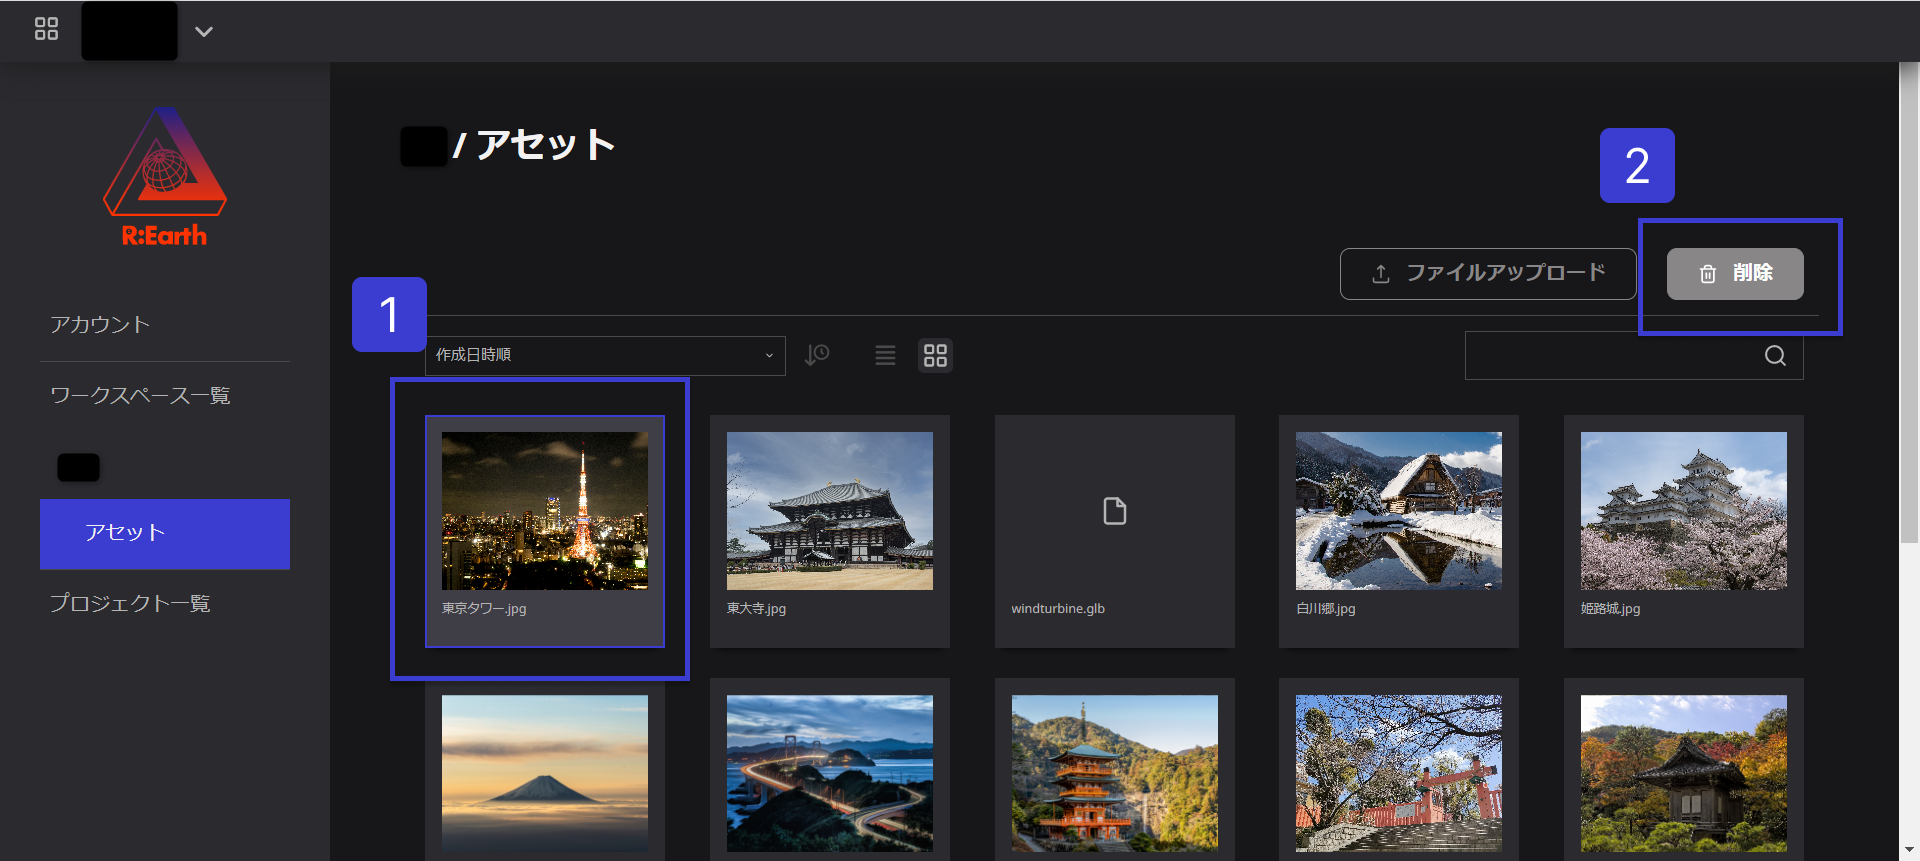 R:Earth
アカウント
ワークスペース一覧
アセット
プロジェクト一覧
/ アセット
2
ファイルアップロード
削除
1
作成日時順
東京タワー.jpg
東大寺.jpg
windturbine.glb
白川郷.jpg
姫路城.jpg